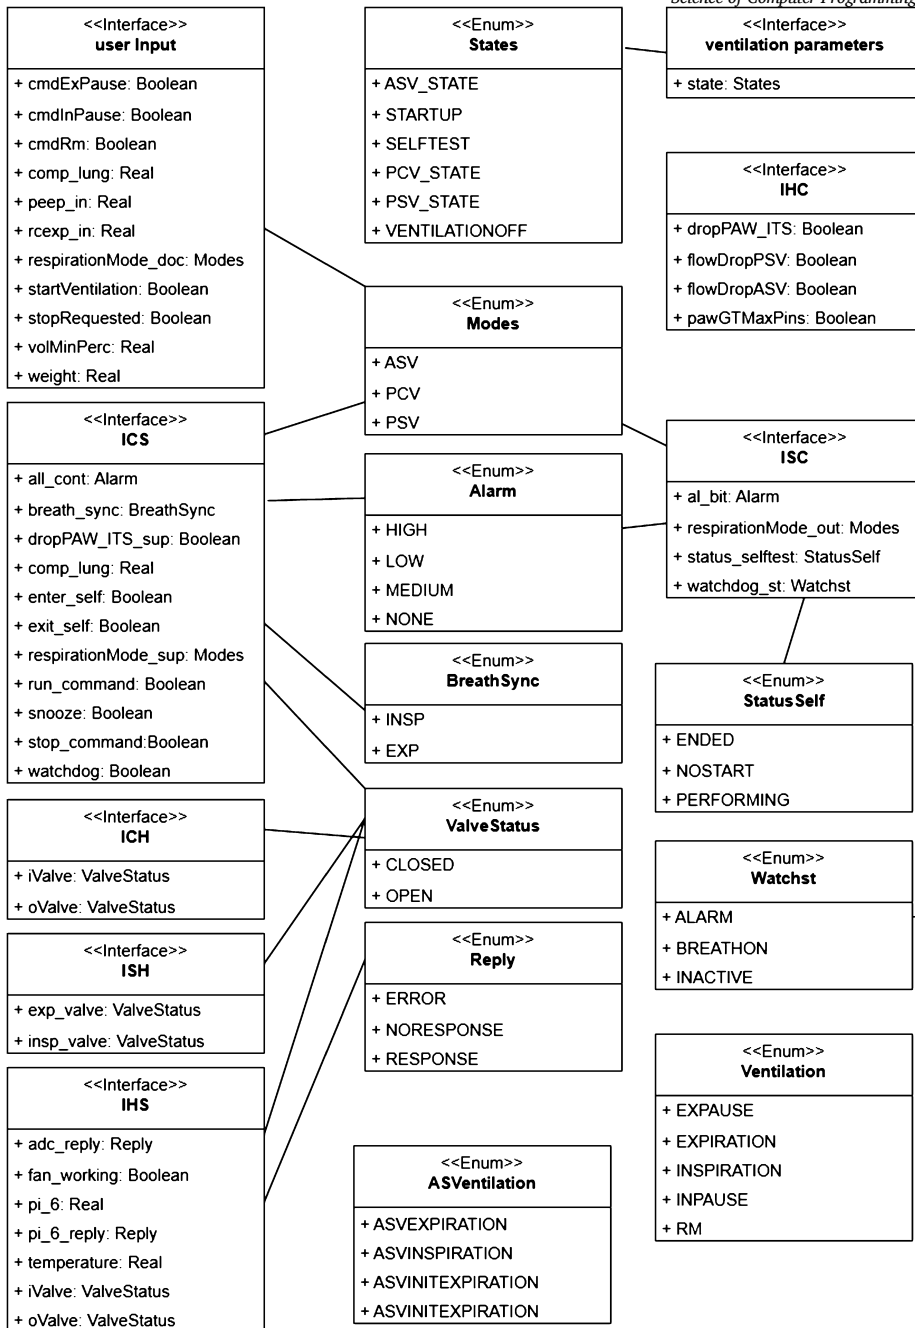 Science of Computer Programming
<<Interface>>
user Input
+ cmdExPause: Boolean
+ cmdInPause: Boolean
+ cmdRm: Boolean
+ comp_lung: Real
+ peep_in: Real
+ rcexp_in: Real
+ respirationMode_doc: Modes
+ startVentilation: Boolean
+ stopRequested: Boolean
+ volMinPerc: Real
+ weight: Real
<<Interface>>
ICS
+ all_cont: Alarm
+ breath_sync: BreathSync
+ dropPAW_ITS_sup: Boolean
+ comp_lung: Real
+ enter_self: Boolean
+ exit_self: Boolean
+ respirationMode_sup: Modes
+ run_command: Boolean
+ snooze: Boolean
+ stop_command:Boolean
+ watchdog: Boolean
<<Interface>>
ICH
+ iValve: ValveStatus
+ oValve: ValveStatus
<<Interface>>
ISH
+ exp_valve: ValveStatus
+ insp_valve: ValveStatus
<<Interface>>
IHS
+ adc_reply: Reply
+ fan_working: Boolean
+ pi_6: Real
+ pi_6_reply: Reply
+ temperature: Real
+ iValve: ValveStatus
+ oValve: ValveStatus
<<Enum>>
States
+ ASV_STATE
+ STARTUP
+ SELFTEST
+ PCV_STATE
+ PSV_STATE
+ VENTILATIONOFF
<<Enum>>
Modes
+ ASV
+ PCV
+ PSV
<<Enum>>
Alarm
+ HIGH
+ LOW
+ MEDIUM
+ NONE
<<Enum>>
BreathSync
+ INSP
+ EXP
<<Enum>>
ValveStatus
+ CLOSED
+ OPEN
<<Enum>>
Reply
+ ERROR
+ NORESPONSE
+ RESPONSE
<<Enum>>
ASVentilation
+ ASVEXPIRATION
+ ASVINSPIRATION
+ ASVINITEXPIRATION
+ ASVINITEXPIRATION
<<Interface>>
ventilation parameters
+ state: States
<<Interface>>
IHC
+ dropPAW_ITS: Boolean
+ flowDropPSV: Boolean
+ flowDropASV: Boolean
+ pawGTMaxPins: Boolean
<<Interface>>
ISC
+ al_bit: Alarm
+ respirationMode_out: Modes
+ status_selftest: StatusSelf
+ watchdog_st: Watchst
<<Enum>>
StatusSelf
+ ENDED
+ NOSTART
+ PERFORMING
<<Enum>>
Watchst
+ ALARM
+ BREATHON
+ INACTIVE
<<Enum>>
Ventilation
+ EXPAUSE
+ EXPIRATION
+ INSPIRATION
+ INPAUSE
+ RM